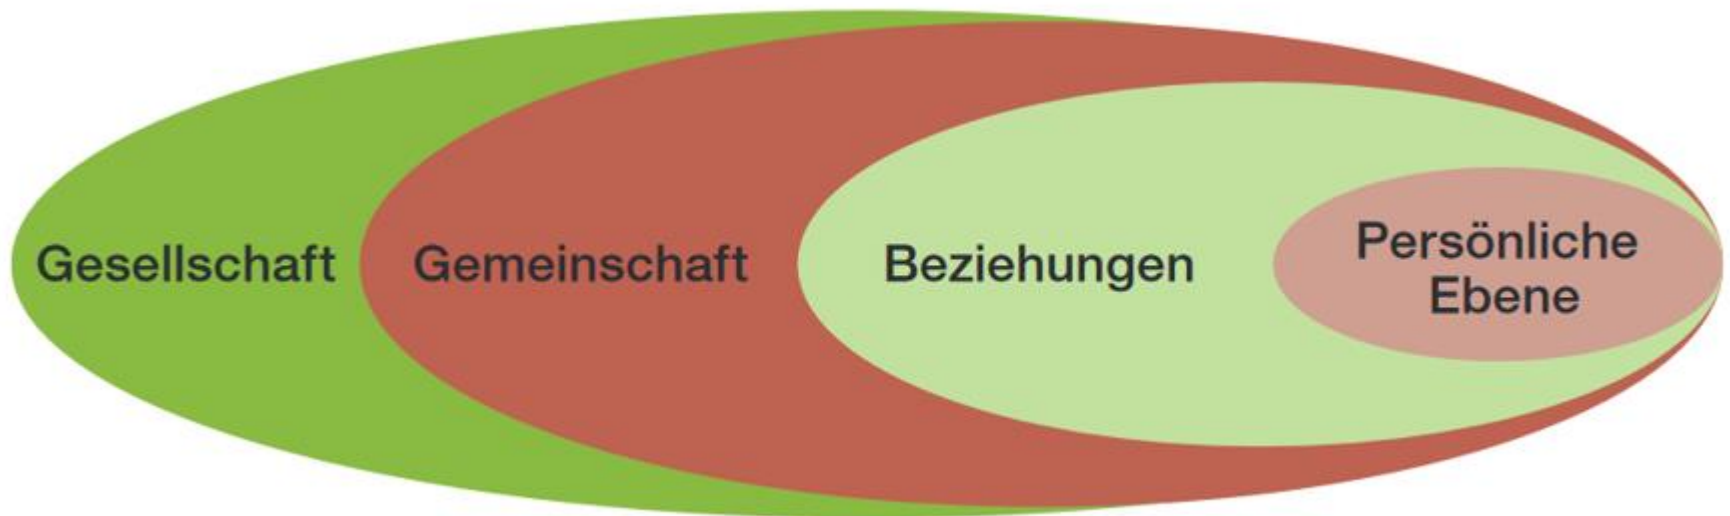 Gesellschaft
Gemeinschaft
Beziehungen
Persönliche
Ebene